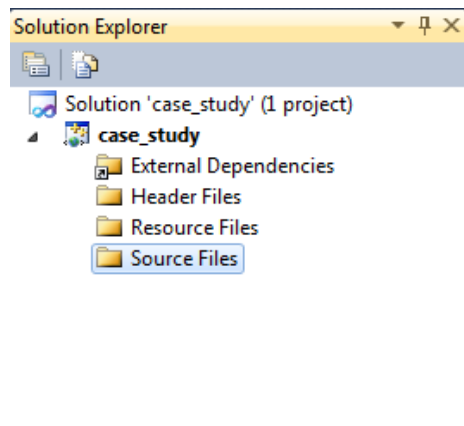 Solution Explorer
Solution 'case_study' (1 project)
case_study
External Dependencies
Header Files
Resource Files
Source Files